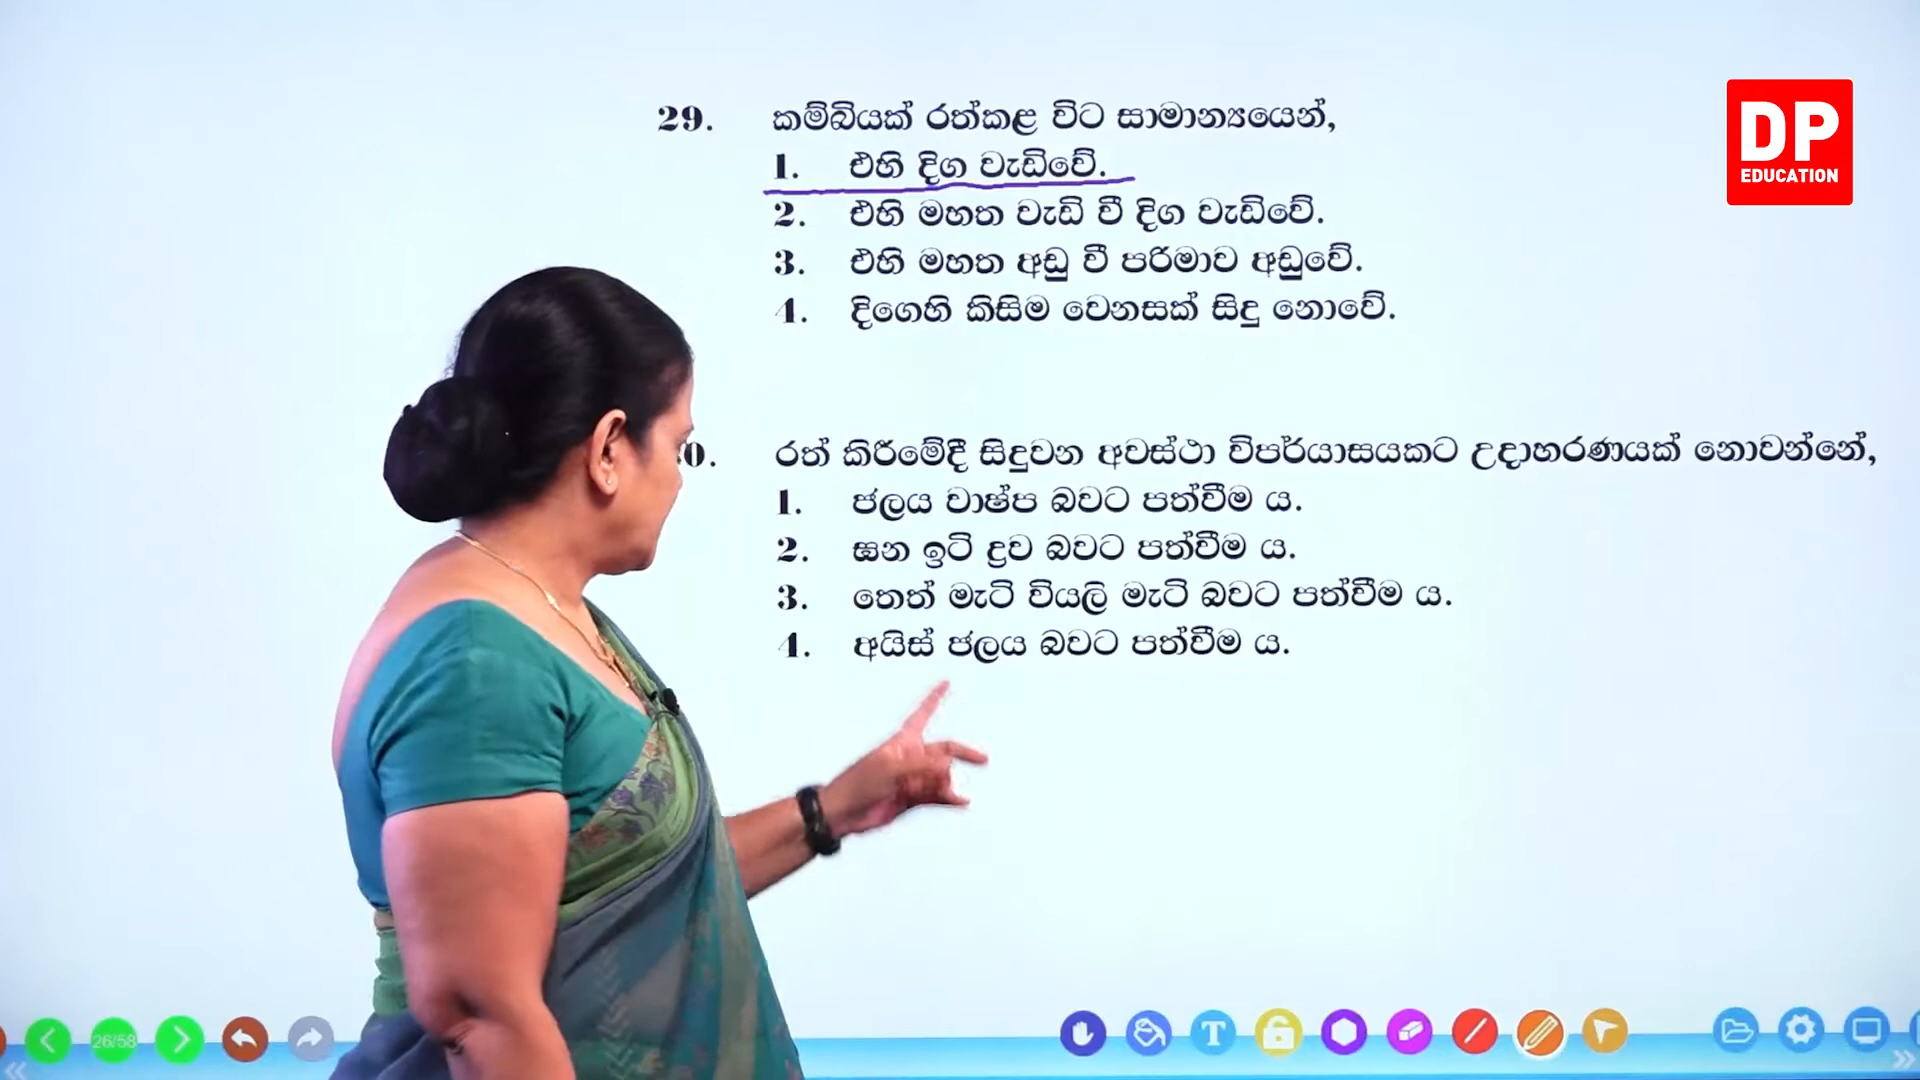 DP
EDUCATION
29. කම්බියක් රත්කළ විට සාමාන්‍යයෙන්,
1. එහි දිග වැඩිවේ.
2. එහි මහත වැඩි වී දිග වැඩිවේ.
3. එහි මහත අඩු වී පරිමාව අඩුවේ.
4. දිගෙහි කිසිම වෙනසක් සිදු නොවේ.
0. රත් කිරීමේදී සිදුවන අවස්ථා විපර්යාසයකට උදාහරණයක් නොවන්නේ,
1. ජලය වාෂ්ප බවට පත්වීම ය.
2. ඝන ඉටි ද්‍රව බවට පත්වීම ය.
3. තෙත් මැටි වියලි මැටි බවට පත්වීම ය.
4. අයිස් ජලය බවට පත්වීම ය.
26/58